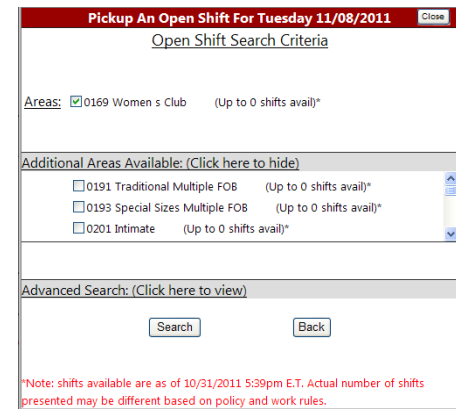 Pickup An Open Shift For Tuesday 11/08/2011 Close
Open Shift Search Criteria
Areas: 0169 Women s Club (Up to 0 shifts avail)*
Additional Areas Available: (Click here to hide)
0191 Traditional Multiple FOB (Up to 0 shifts avail)*
0193 Special Sizes Multiple FOB (Up to 0 shifts avail)*
0201 Intimate (Up to 0 shifts avail)*
Advanced Search: (Click here to view)
Search Back
*Note: shifts available are as of 10/31/2011 5:39pm E.T. Actual number of shifts
presented may be different based on policy and work rules.